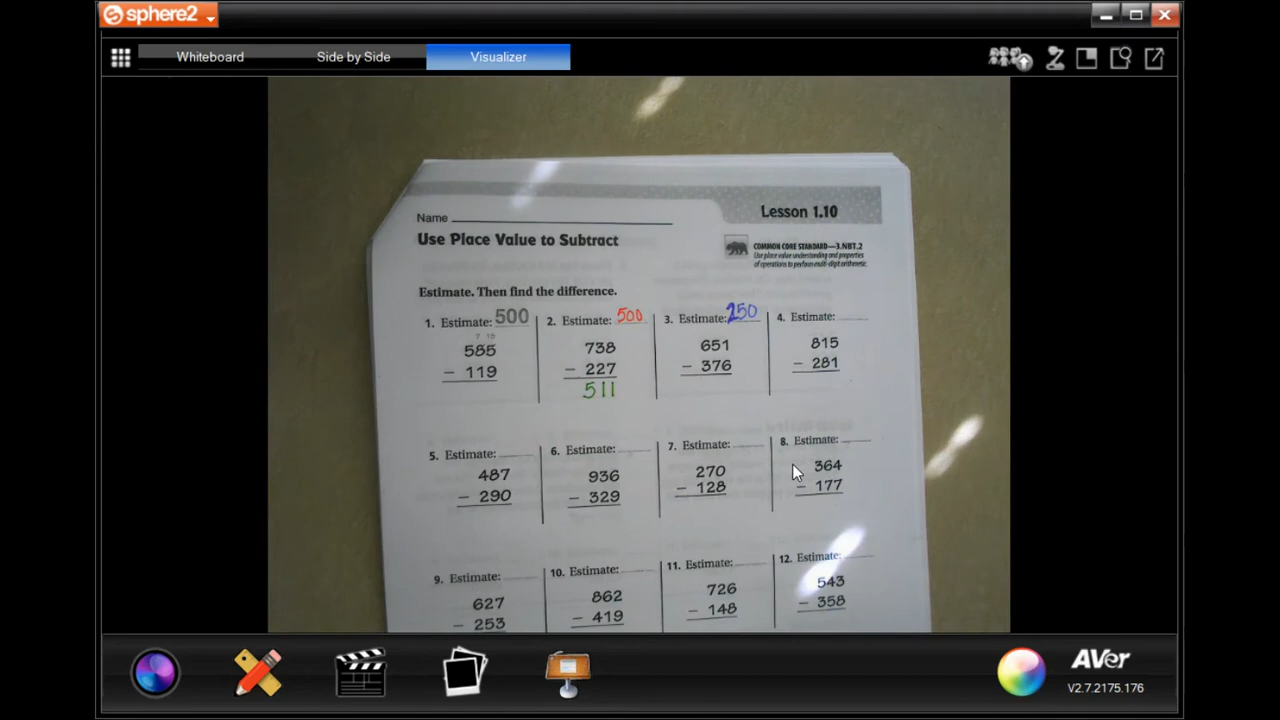 sphere2
Whiteboard Side by Side Visualizer
Lesson 1.10
Name
Use Place Value to Subtract
COMMON CORE STANDARD—3.NBT.2
Use place value understanding and properties
of operations to perform multi-digit arithmetic.
Estimate. Then find the difference.
1. Estimate: 500
7 15
585
- 119
2. Estimate: 500
738
- 227
511
3. Estimate: 250
651
- 376
4. Estimate:
815
- 281
5. Estimate:
487
- 290
6. Estimate:
936
- 329
7. Estimate:
270
- 128
8. Estimate:
364
- 177
9. Estimate:
627
- 253
10. Estimate:
862
- 419
11. Estimate:
726
- 148
12. Estimate:
543
- 358
AVer
V2.7.2175.176